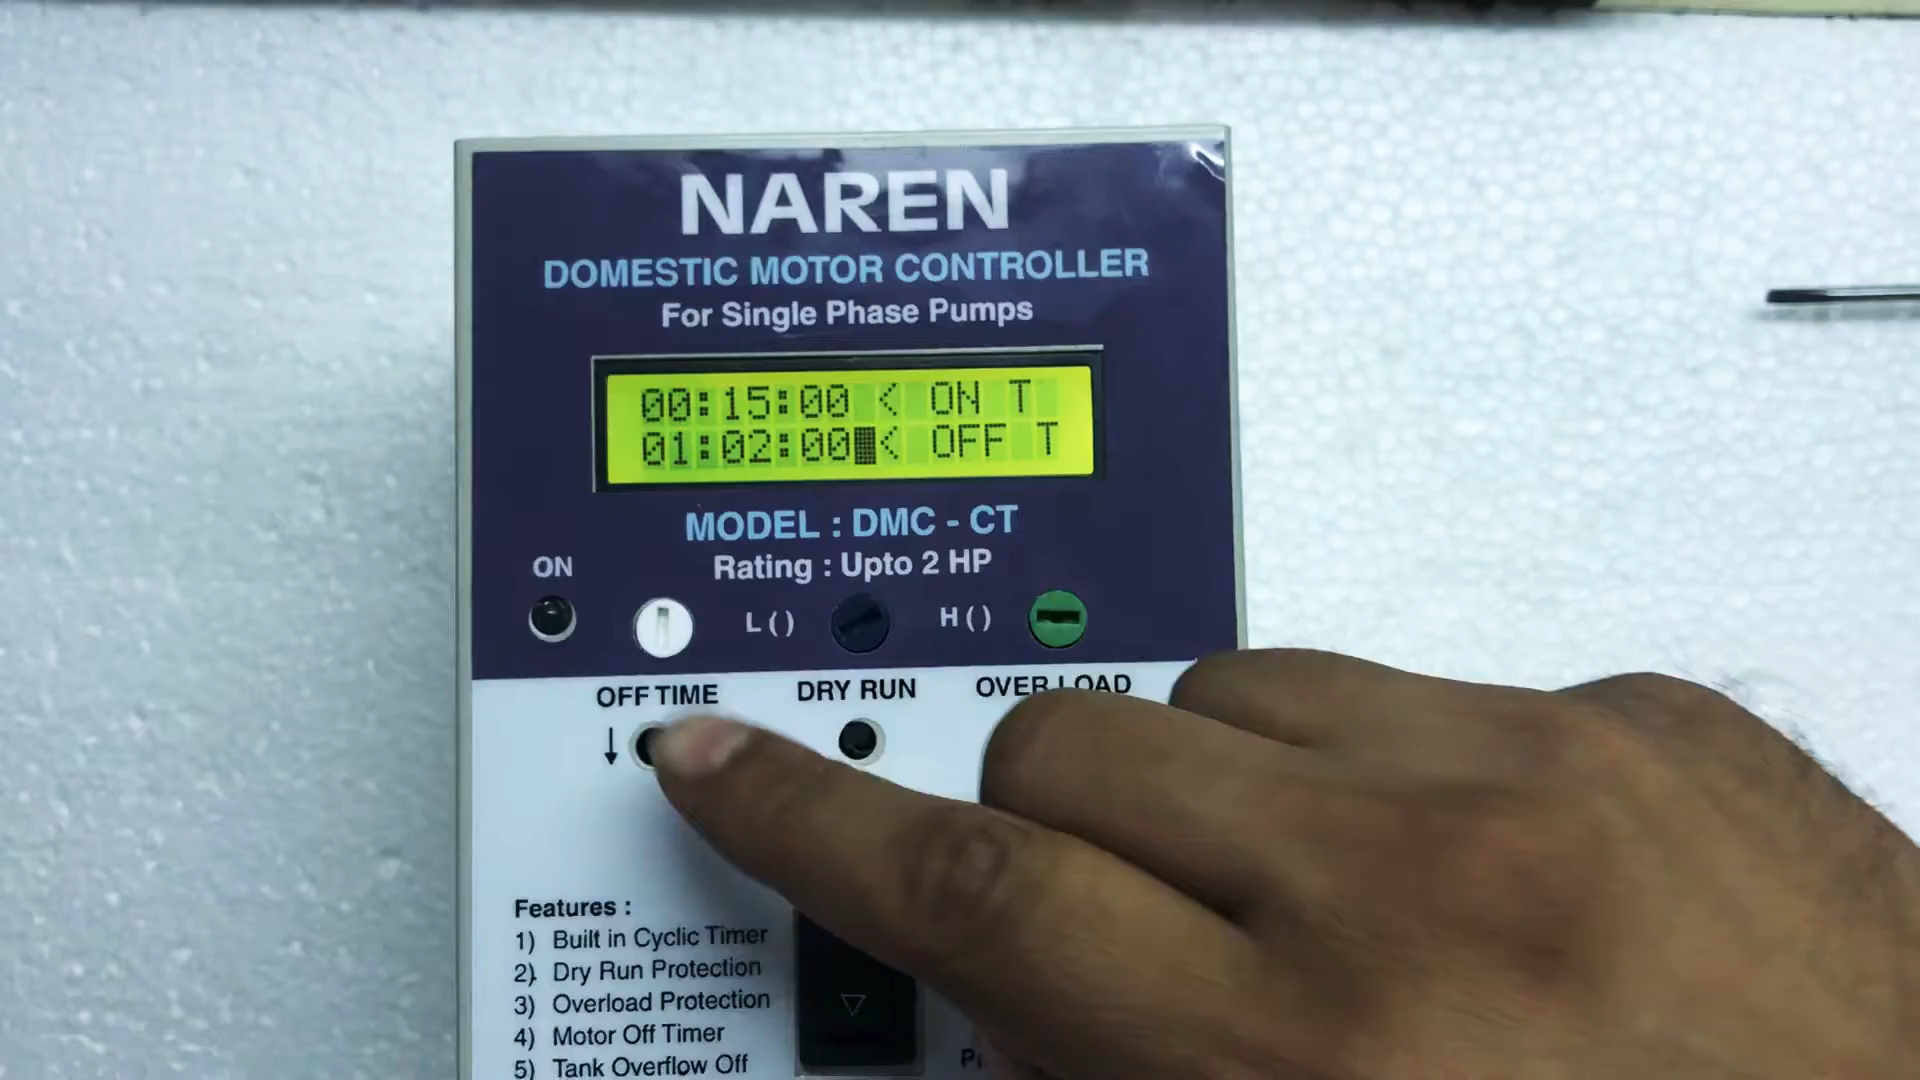 NAREN
DOMESTIC MOTOR CONTROLLER
For Single Phase Pumps
00:15:00 < ON T
01:02:00 < OFF T
MODEL : DMC - CT
Rating : Upto 2 HP
ON
L ( )
H ( )
OFF TIME
DRY RUN
OVER LOAD
↓
Features :
1) Built in Cyclic Timer
2) Dry Run Protection
3) Overload Protection
4) Motor Off Timer
5) Tank Overflow Off